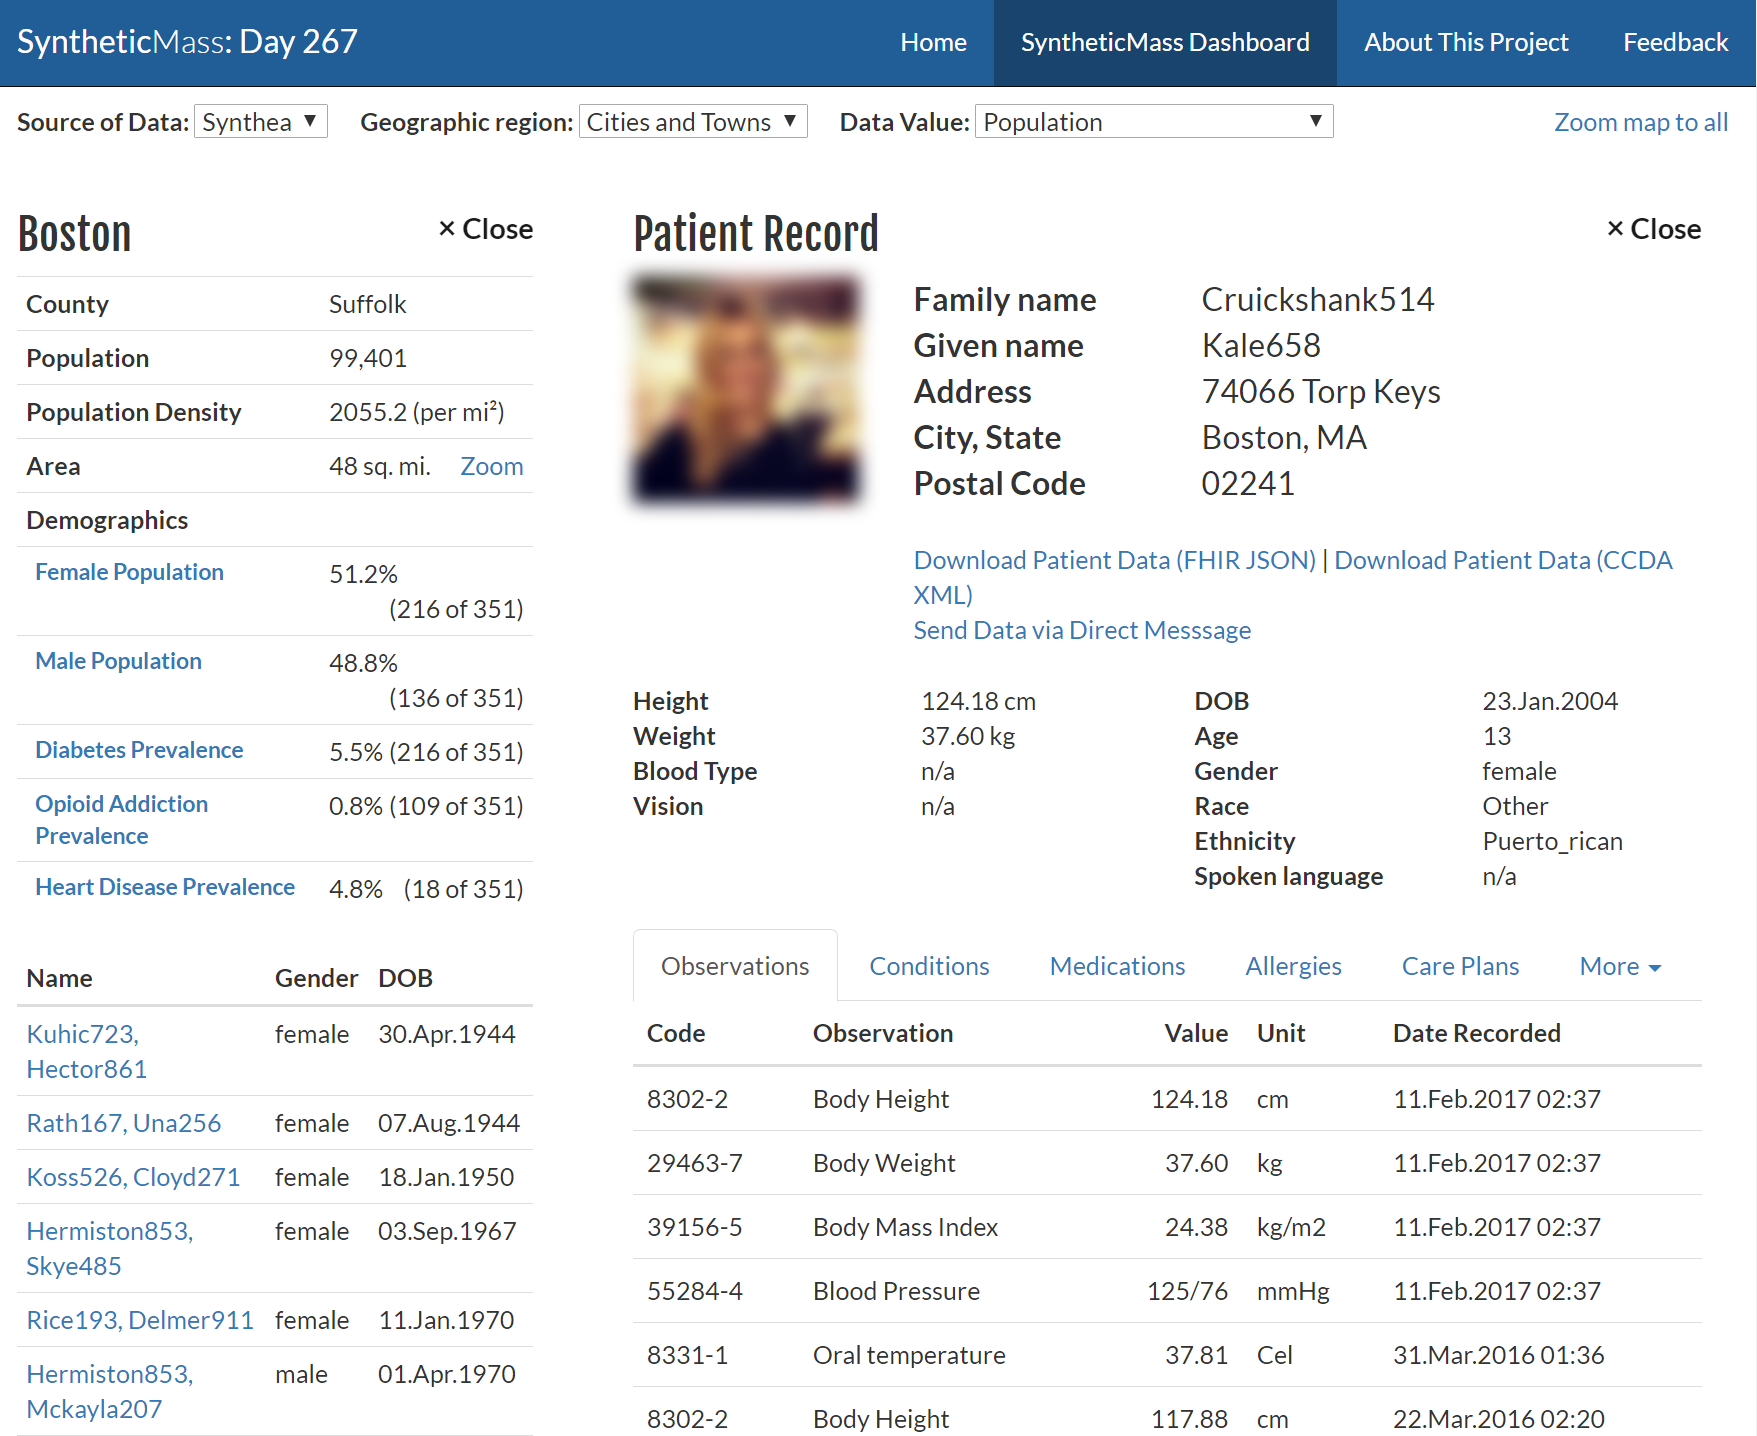 SyntheticMass: Day 267
Home SyntheticMass Dashboard About This Project Feedback
Source of Data: Synthea ▼ Geographic region: Cities and Towns ▼ Data Value: Population ▼ Zoom map to all
Boston × Close
County Suffolk
Population 99,401
Population Density 2055.2 (per mi²)
Area 48 sq. mi. Zoom
Demographics
Female Population 51.2%
(216 of 351)
Male Population 48.8%
(136 of 351)
Diabetes Prevalence 5.5% (216 of 351)
Opioid Addiction
Prevalence 0.8% (109 of 351)
Heart Disease Prevalence 4.8% (18 of 351)
Name Gender DOB
Kuhic723,
Hector861 female 30.Apr.1944
Rath167, Una256 female 07.Aug.1944
Koss526, Cloyd271 female 18.Jan.1950
Hermiston853,
Skye485 female 03.Sep.1967
Rice193, Delmer911 female 11.Jan.1970
Hermiston853,
Mckayla207 male 01.Apr.1970
Patient Record × Close
Family name Cruickshank514
Given name Kale658
Address 74066 Torp Keys
City, State Boston, MA
Postal Code 02241
Download Patient Data (FHIR JSON) | Download Patient Data (CCDA
XML)
Send Data via Direct Messsage
Height 124.18 cm
Weight 37.60 kg
Blood Type n/a
Vision n/a
DOB 23.Jan.2004
Age 13
Gender female
Race Other
Ethnicity Puerto_rican
Spoken language n/a
Observations Conditions Medications Allergies Care Plans More
Code Observation Value Unit Date Recorded
8302-2 Body Height 124.18 cm 11.Feb.2017 02:37
29463-7 Body Weight 37.60 kg 11.Feb.2017 02:37
39156-5 Body Mass Index 24.38 kg/m2 11.Feb.2017 02:37
55284-4 Blood Pressure 125/76 mmHg 11.Feb.2017 02:37
8331-1 Oral temperature 37.81 Cel 31.Mar.2016 01:36
8302-2 Body Height 117.88 cm 22.Mar.2016 02:20